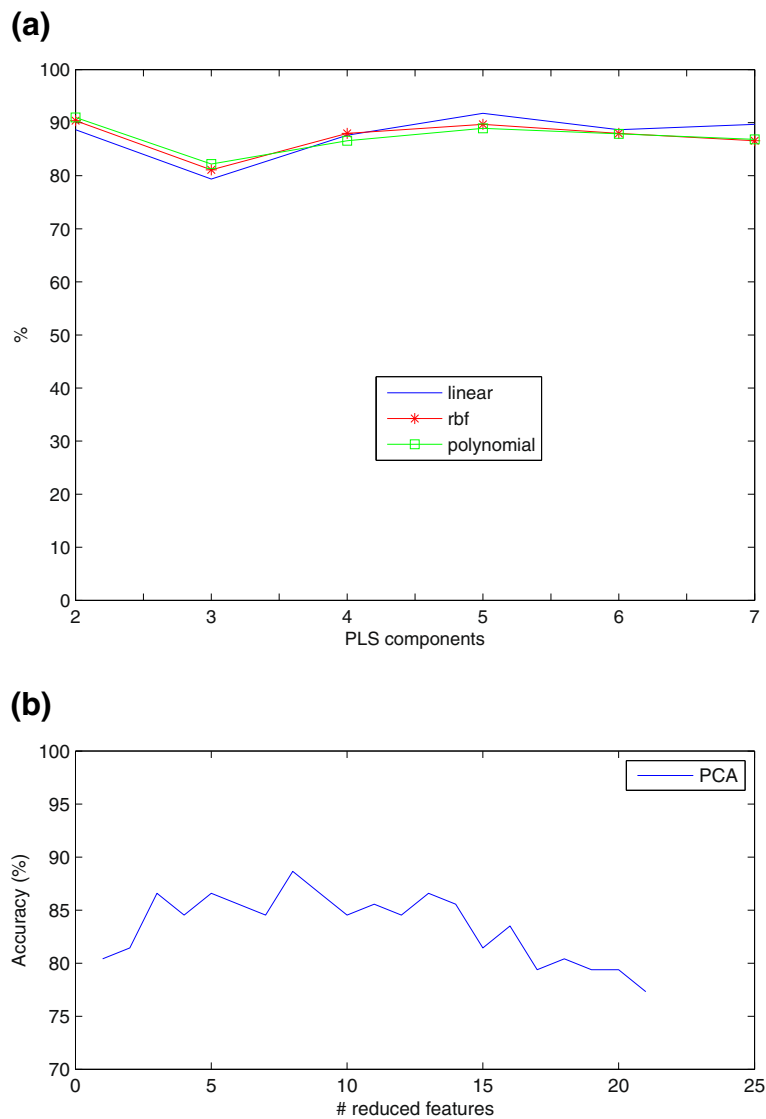 (a)
100
90
80
70
60
50
40
30
20
10
0
%
linear
rbf
polynomial
2 3 4 5 6 7
PLS components
(b)
100
95
90
85
80
75
70
Accuracy (%)
PCA
0 5 10 15 20 25
# reduced features